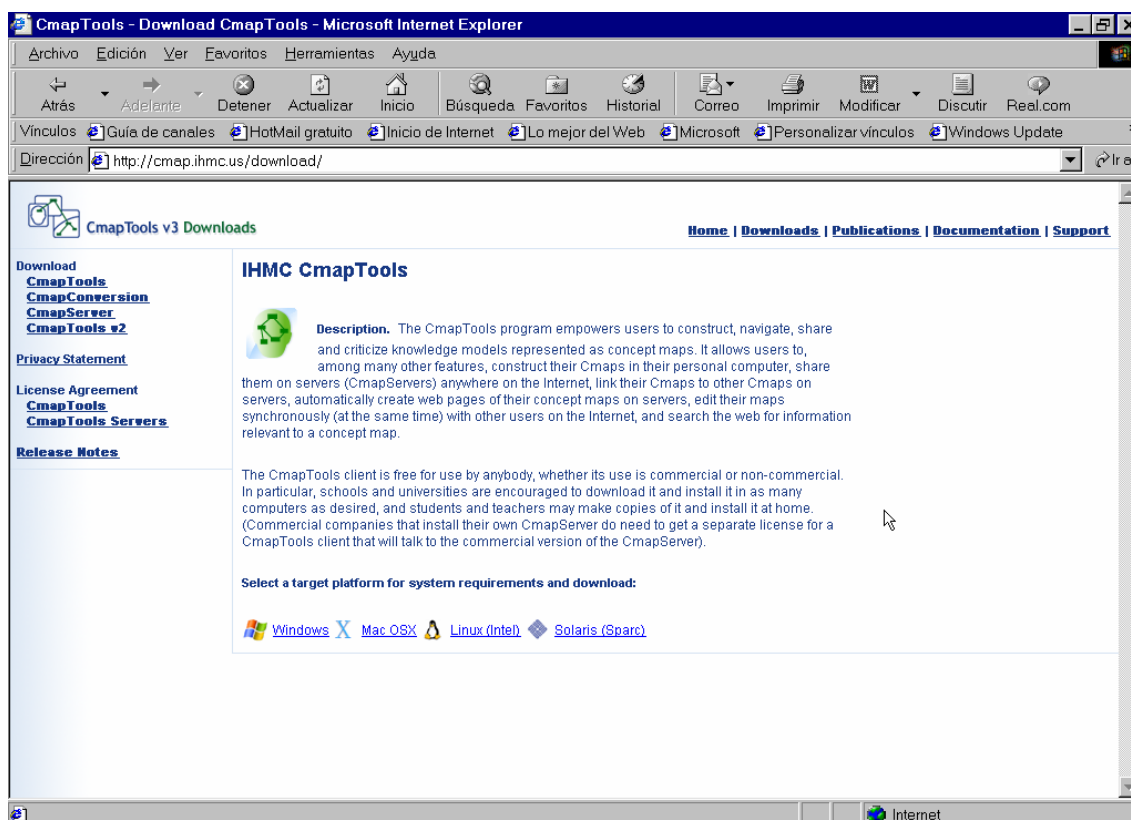 CmapTools - Download CmapTools - Microsoft Internet Explorer
Archivo Edición Ver Favoritos Herramientas Ayuda
Atrás Adelante Detener Actualizar Inicio Búsqueda Favoritos Historial Correo Imprimir Modificar Discutir Real.com
Vínculos Guía de canales HotMail gratuito Inicio de Internet Lo mejor del Web Microsoft Personalizar vínculos Windows Update
Dirección http://cmap.ihmc.us/download/ Ir a
CmapTools v3 Downloads
Home | Downloads | Publications | Documentation | Support
Download
CmapTools
CmapConversion
CmapServer
CmapTools v2
Privacy Statement
License Agreement
CmapTools
CmapTools Servers
Release Notes
IHMC CmapTools
Description. The CmapTools program empowers users to construct, navigate, share
and criticize knowledge models represented as concept maps. It allows users to,
among many other features, construct their Cmaps in their personal computer, share
them on servers (CmapServers) anywhere on the Internet, link their Cmaps to other Cmaps on
servers, automatically create web pages of their concept maps on servers, edit their maps
synchronously (at the same time) with other users on the Internet, and search the web for information
relevant to a concept map.
The CmapTools client is free for use by anybody, whether its use is commercial or non-commercial.
In particular, schools and universities are encouraged to download it and install it in as many
computers as desired, and students and teachers may make copies of it and install it at home.
(Commercial companies that install their own CmapServer do need to get a separate license for a
CmapTools client that will talk to the commercial version of the CmapServer).
Select a target platform for system requirements and download:
Windows Mac OSX Linux (Intel) Solaris (Sparc)
Internet